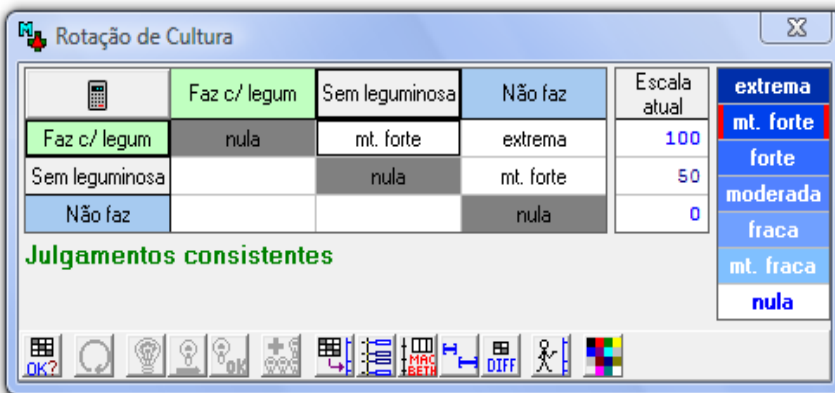 Rotação de Cultura
Faz c/ legum Sem leguminosa Não faz Escala atual
Faz c/ legum nula mt. forte extrema 100
Sem leguminosa nula mt. forte 50
Não faz nula 0
Julgamentos consistentes
extrema
mt. forte
forte
moderada
fraca
mt. fraca
nula
OK? OK MAC BETH DIFF